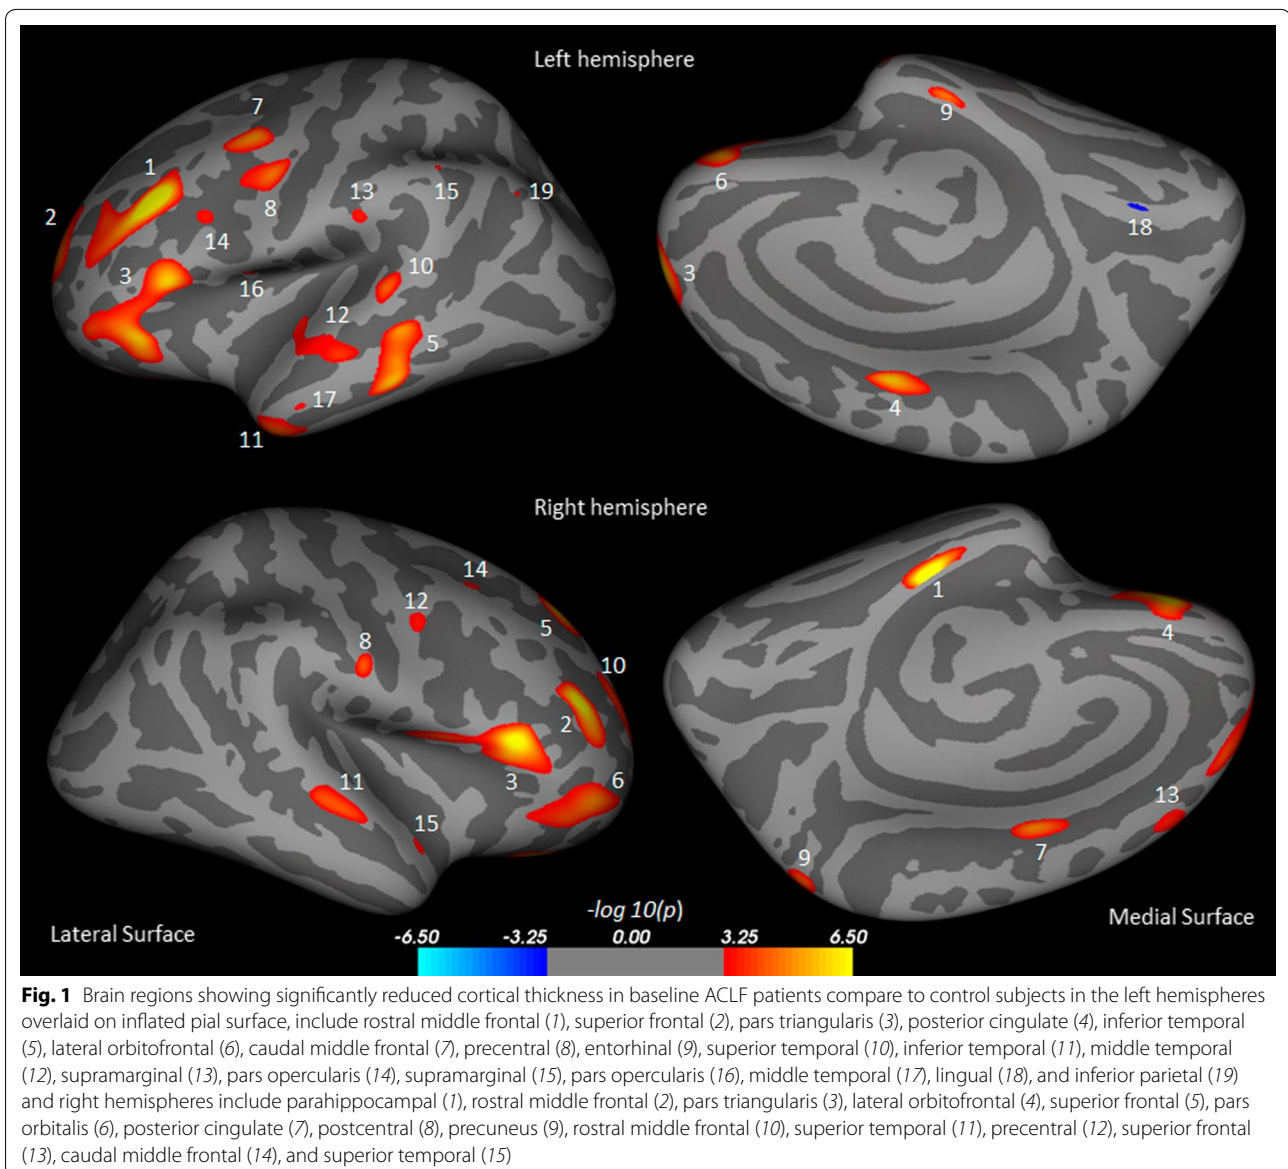 Left hemisphere
7
1
2
8
13
15
19
14
3
16
10
12
5
17
11
9
6
18
3
4
Right hemisphere
14
12
5
8
10
2
3
6
11
15
1
4
13
7
9
Lateral Surface
-log 10(p)
Medial Surface
-6.50 -3.25 0.00 3.25 6.50
Fig. 1 Brain regions showing significantly reduced cortical thickness in baseline ACLF patients compare to control subjects in the left hemispheres
overlaid on inflated pial surface, include rostral middle frontal (1), superior frontal (2), pars triangularis (3), posterior cingulate (4), inferior temporal
(5), lateral orbitofrontal (6), caudal middle frontal (7), precentral (8), entorhinal (9), superior temporal (10), inferior temporal (11), middle temporal
(12), supramarginal (13), pars opercularis (14), supramarginal (15), pars opercularis (16), middle temporal (17), lingual (18), and inferior parietal (19)
and right hemispheres include parahippocampal (1), rostral middle frontal (2), pars triangularis (3), lateral orbitofrontal (4), superior frontal (5), pars
orbitalis (6), posterior cingulate (7), postcentral (8), precuneus (9), rostral middle frontal (10), superior temporal (11), precentral (12), superior frontal
(13), caudal middle frontal (14), and superior temporal (15)